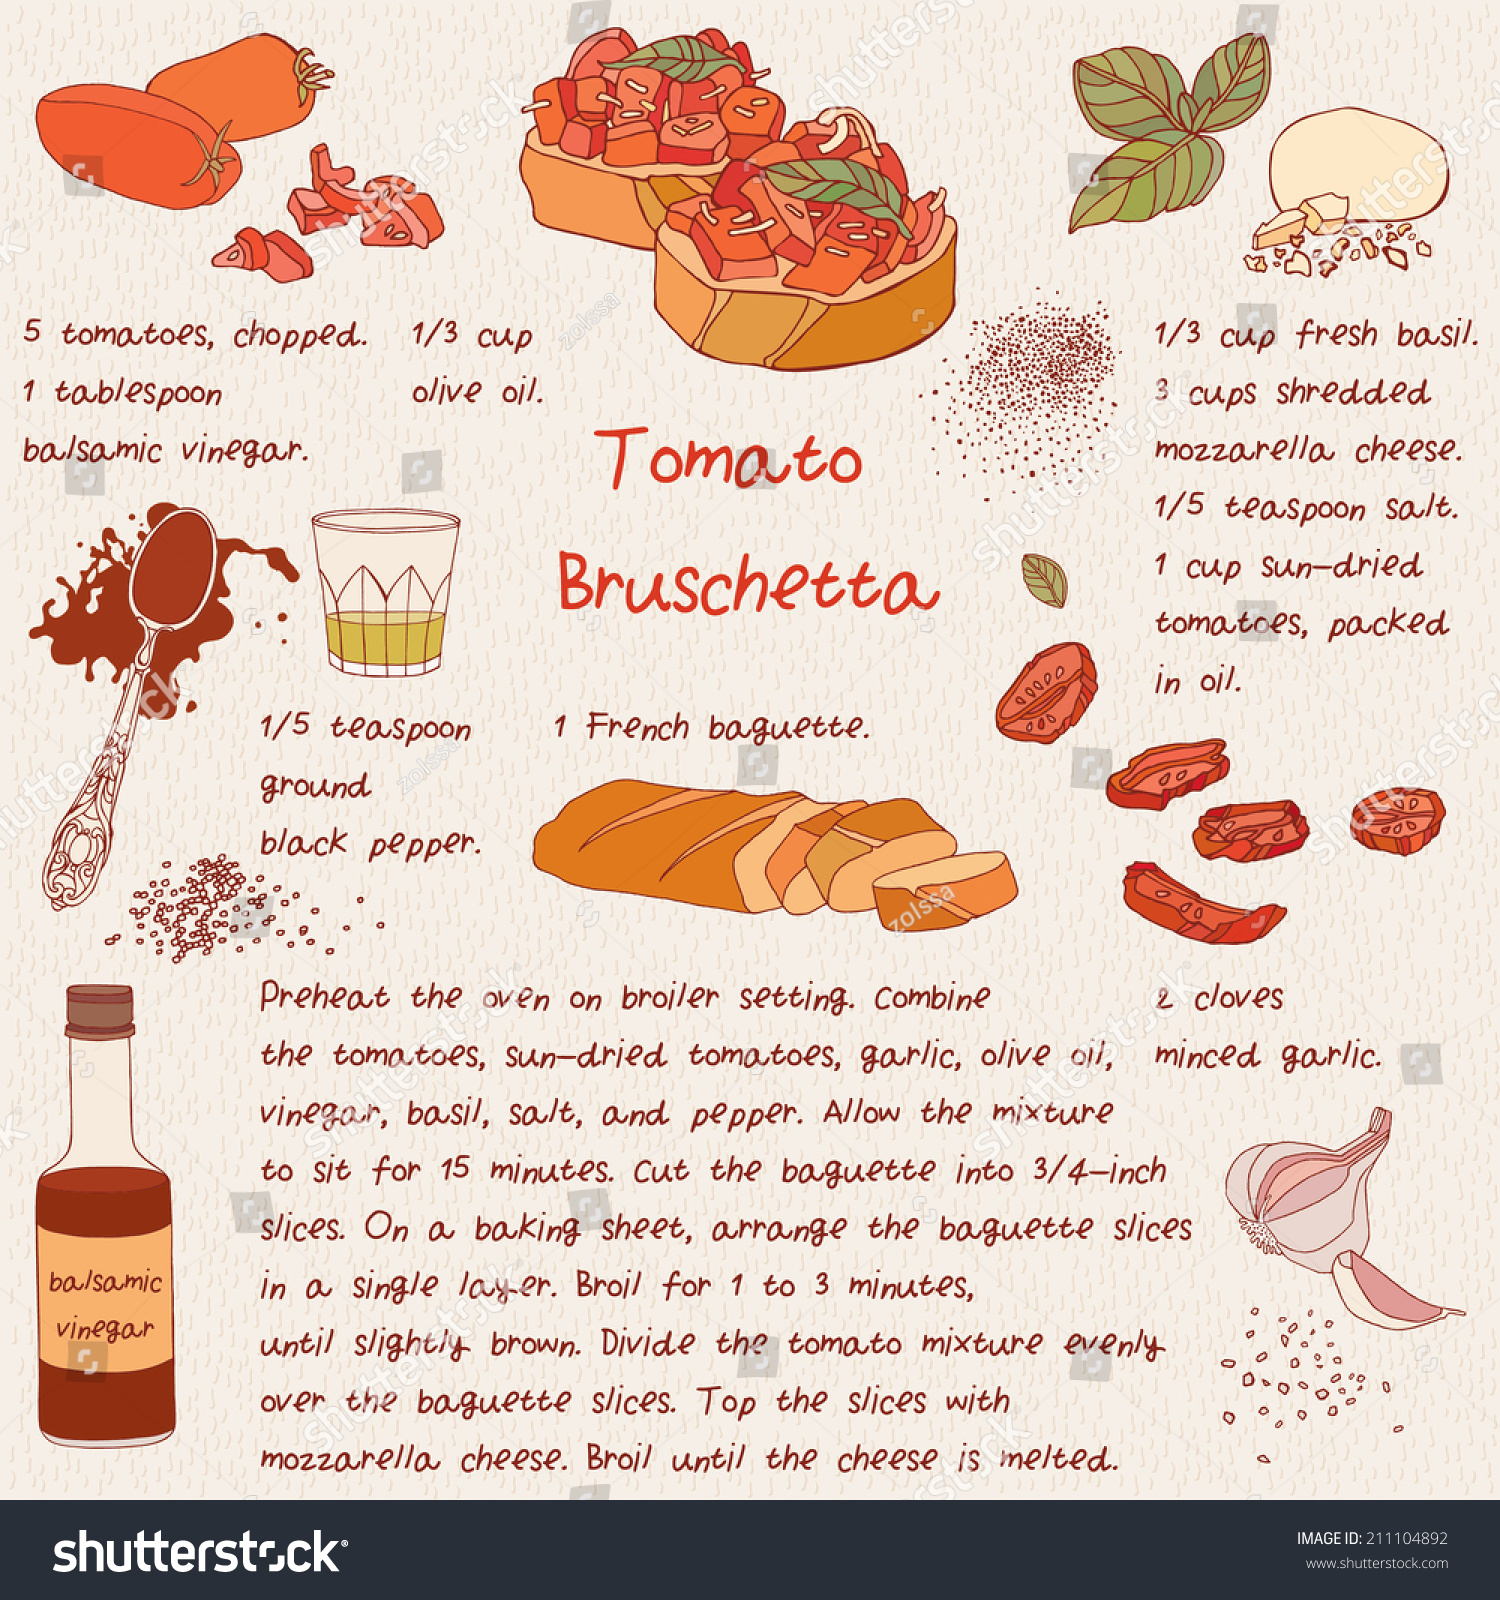 5 tomatoes, chopped.
1 tablespoon
balsamic vinegar.
1/3 cup
olive oil.
Tomato
Bruschetta
1/3 cup fresh basil.
3 cups shredded
mozzarella cheese.
1/5 teaspoon salt.
1 cup sun-dried
tomatoes, packed
in oil.
1/5 teaspoon
ground
black pepper.
1 French baguette.
Preheat the oven on broiler setting. Combine
the tomatoes, sun-dried tomatoes, garlic, olive oil,
vinegar, basil, salt, and pepper. Allow the mixture
to sit for 15 minutes. Cut the baguette into 3/4-inch
slices. On a baking sheet, arrange the baguette slices
in a single layer. Broil for 1 to 3 minutes,
until slightly brown. Divide the tomato mixture evenly
over the baguette slices. Top the slices with
mozzarella cheese. Broil until the cheese is melted.
2 cloves
minced garlic.
balsamic
vinegar
shutterstock
IMAGE ID: 211104892
www.shutterstock.com
shutterstock
zolssa